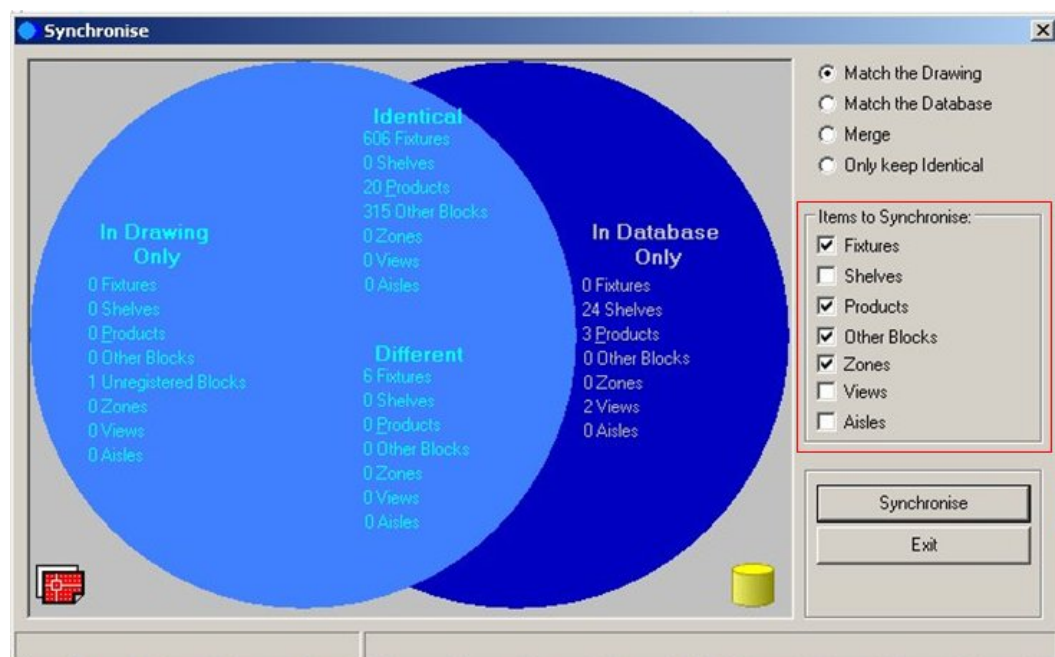 Synchronise
Identical
606 Fixtures
0 Shelves
20 Products
315 Other Blocks
0 Zones
0 Views
0 Aisles
In Drawing
Only
0 Fixtures
0 Shelves
0 Products
0 Other Blocks
1 Unregistered Blocks
0 Zones
0 Views
0 Aisles
Different
6 Fixtures
0 Shelves
0 Products
0 Other Blocks
0 Zones
0 Views
0 Aisles
In Database
Only
0 Fixtures
24 Shelves
3 Products
0 Other Blocks
0 Zones
2 Views
0 Aisles
Match the Drawing
Match the Database
Merge
Only keep Identical
Items to Synchronise:
Fixtures
Shelves
Products
Other Blocks
Zones
Views
Aisles
Synchronise
Exit